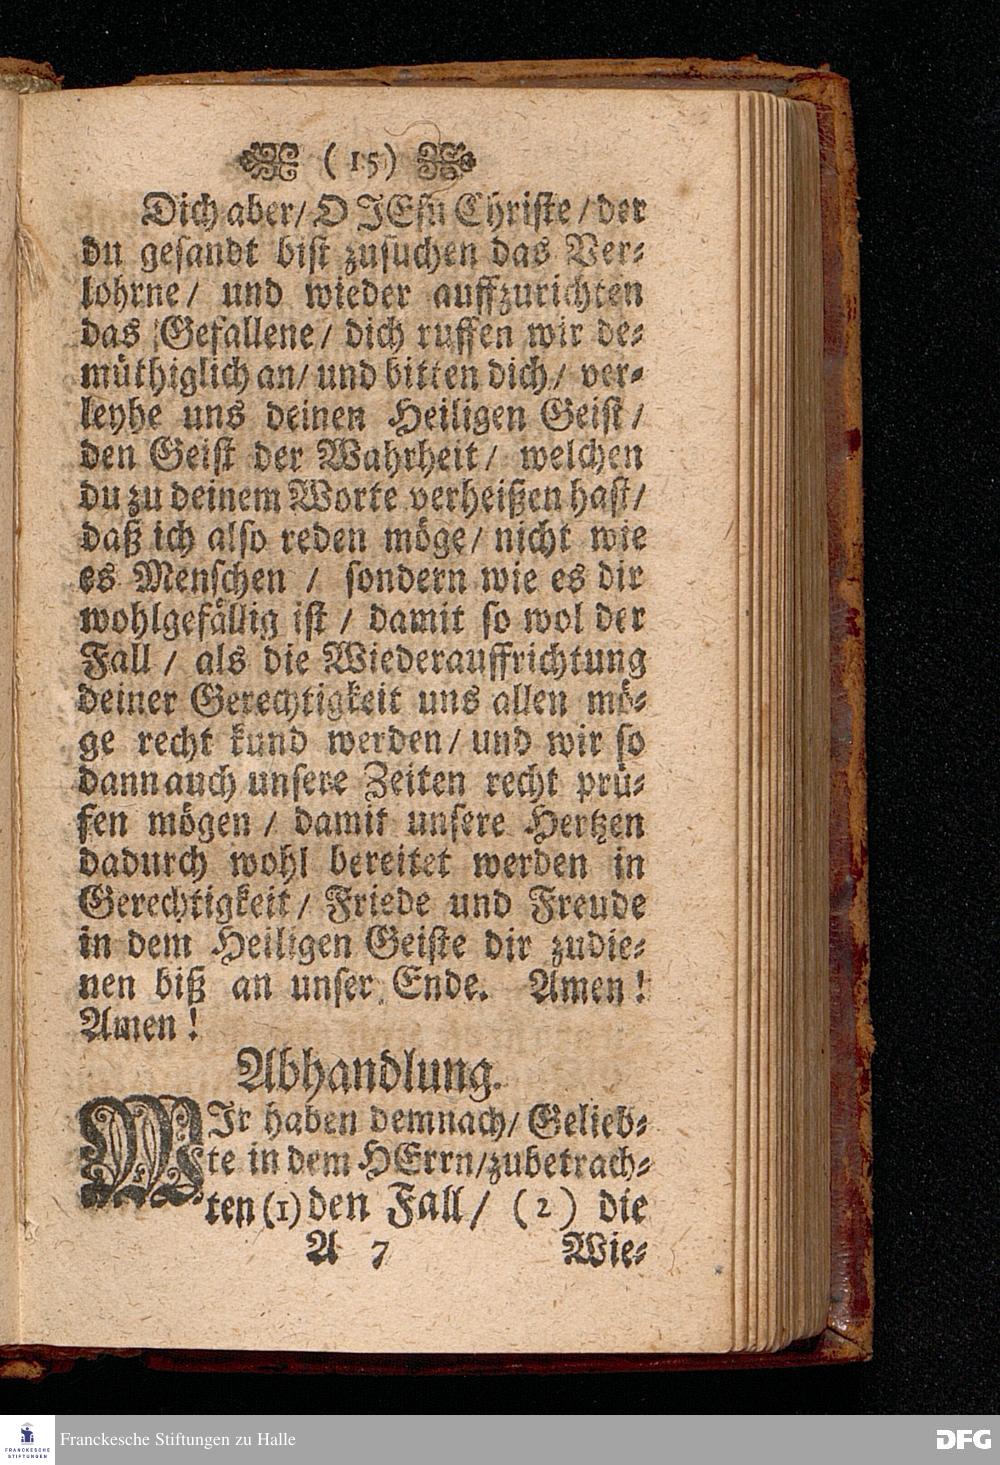 (15)
Dich aber/ O JEsu Christe/ der
du gesandt bist zusuchen das Ver-
lohrne/ und wieder auffzurichten
das Gefallene/ dich ruffen wir de-
müthiglich an/ und bitten dich/ ver-
leyhe uns deinen Heiligen Geist/
den Geist der Wahrheit/ welchen
du zu deinem Worte verheißen hast/
daß ich also reden möge/ nicht wie
es Menschen / sondern wie es dir
wohlgefällig ist / damit so wol der
Fall / als die Wiederauffrichtung
deiner Gerechtigkeit uns allen mö-
ge recht kund werden/ und wir so
dann auch unsere Zeiten recht prü-
fen mögen / damit unsere Hertzen
dadurch wohl bereitet werden in
Gerechtigkeit/ Friede und Freude
in dem Heiligen Geiste dir zudie-
nen biß an unser Ende. Amen!
Amen!
Abhandlung.
WIr haben demnach/ Gelieb-
te in dem HErrn/zubetrach-
ten (1) den Fall/ (2) die
A 7 Wie-
FRANCKESCHE
STIFTUNGEN
Franckesche Stiftungen zu Halle
DFG